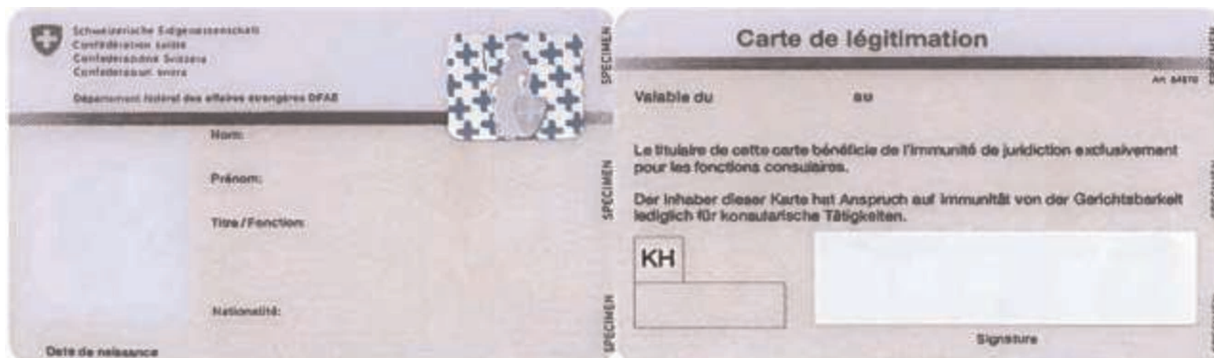 Schweizerische Eidgenossenschaft
Confédération suisse
Confederazione Svizzera
Confederaziun svizra
Département fédéral des affaires étrangères DFAE
Nom:
Prénom:
Titre/Fonction:
Nationalité:
Date de naissance
SPECIMEN
SPECIMEN
SPECIMEN
Carte de légitimation
Valable du au
Le titulaire de cette carte bénéficie de l'immunité de juridiction exclusivement
pour les fonctions consulaires.
Der Inhaber dieser Karte hat Anspruch auf Immunität von der Gerichtsbarkeit
lediglich für konsularische Tätigkeiten.
KH
Signature
SPECIMEN
SPECIMEN
SPECIMEN